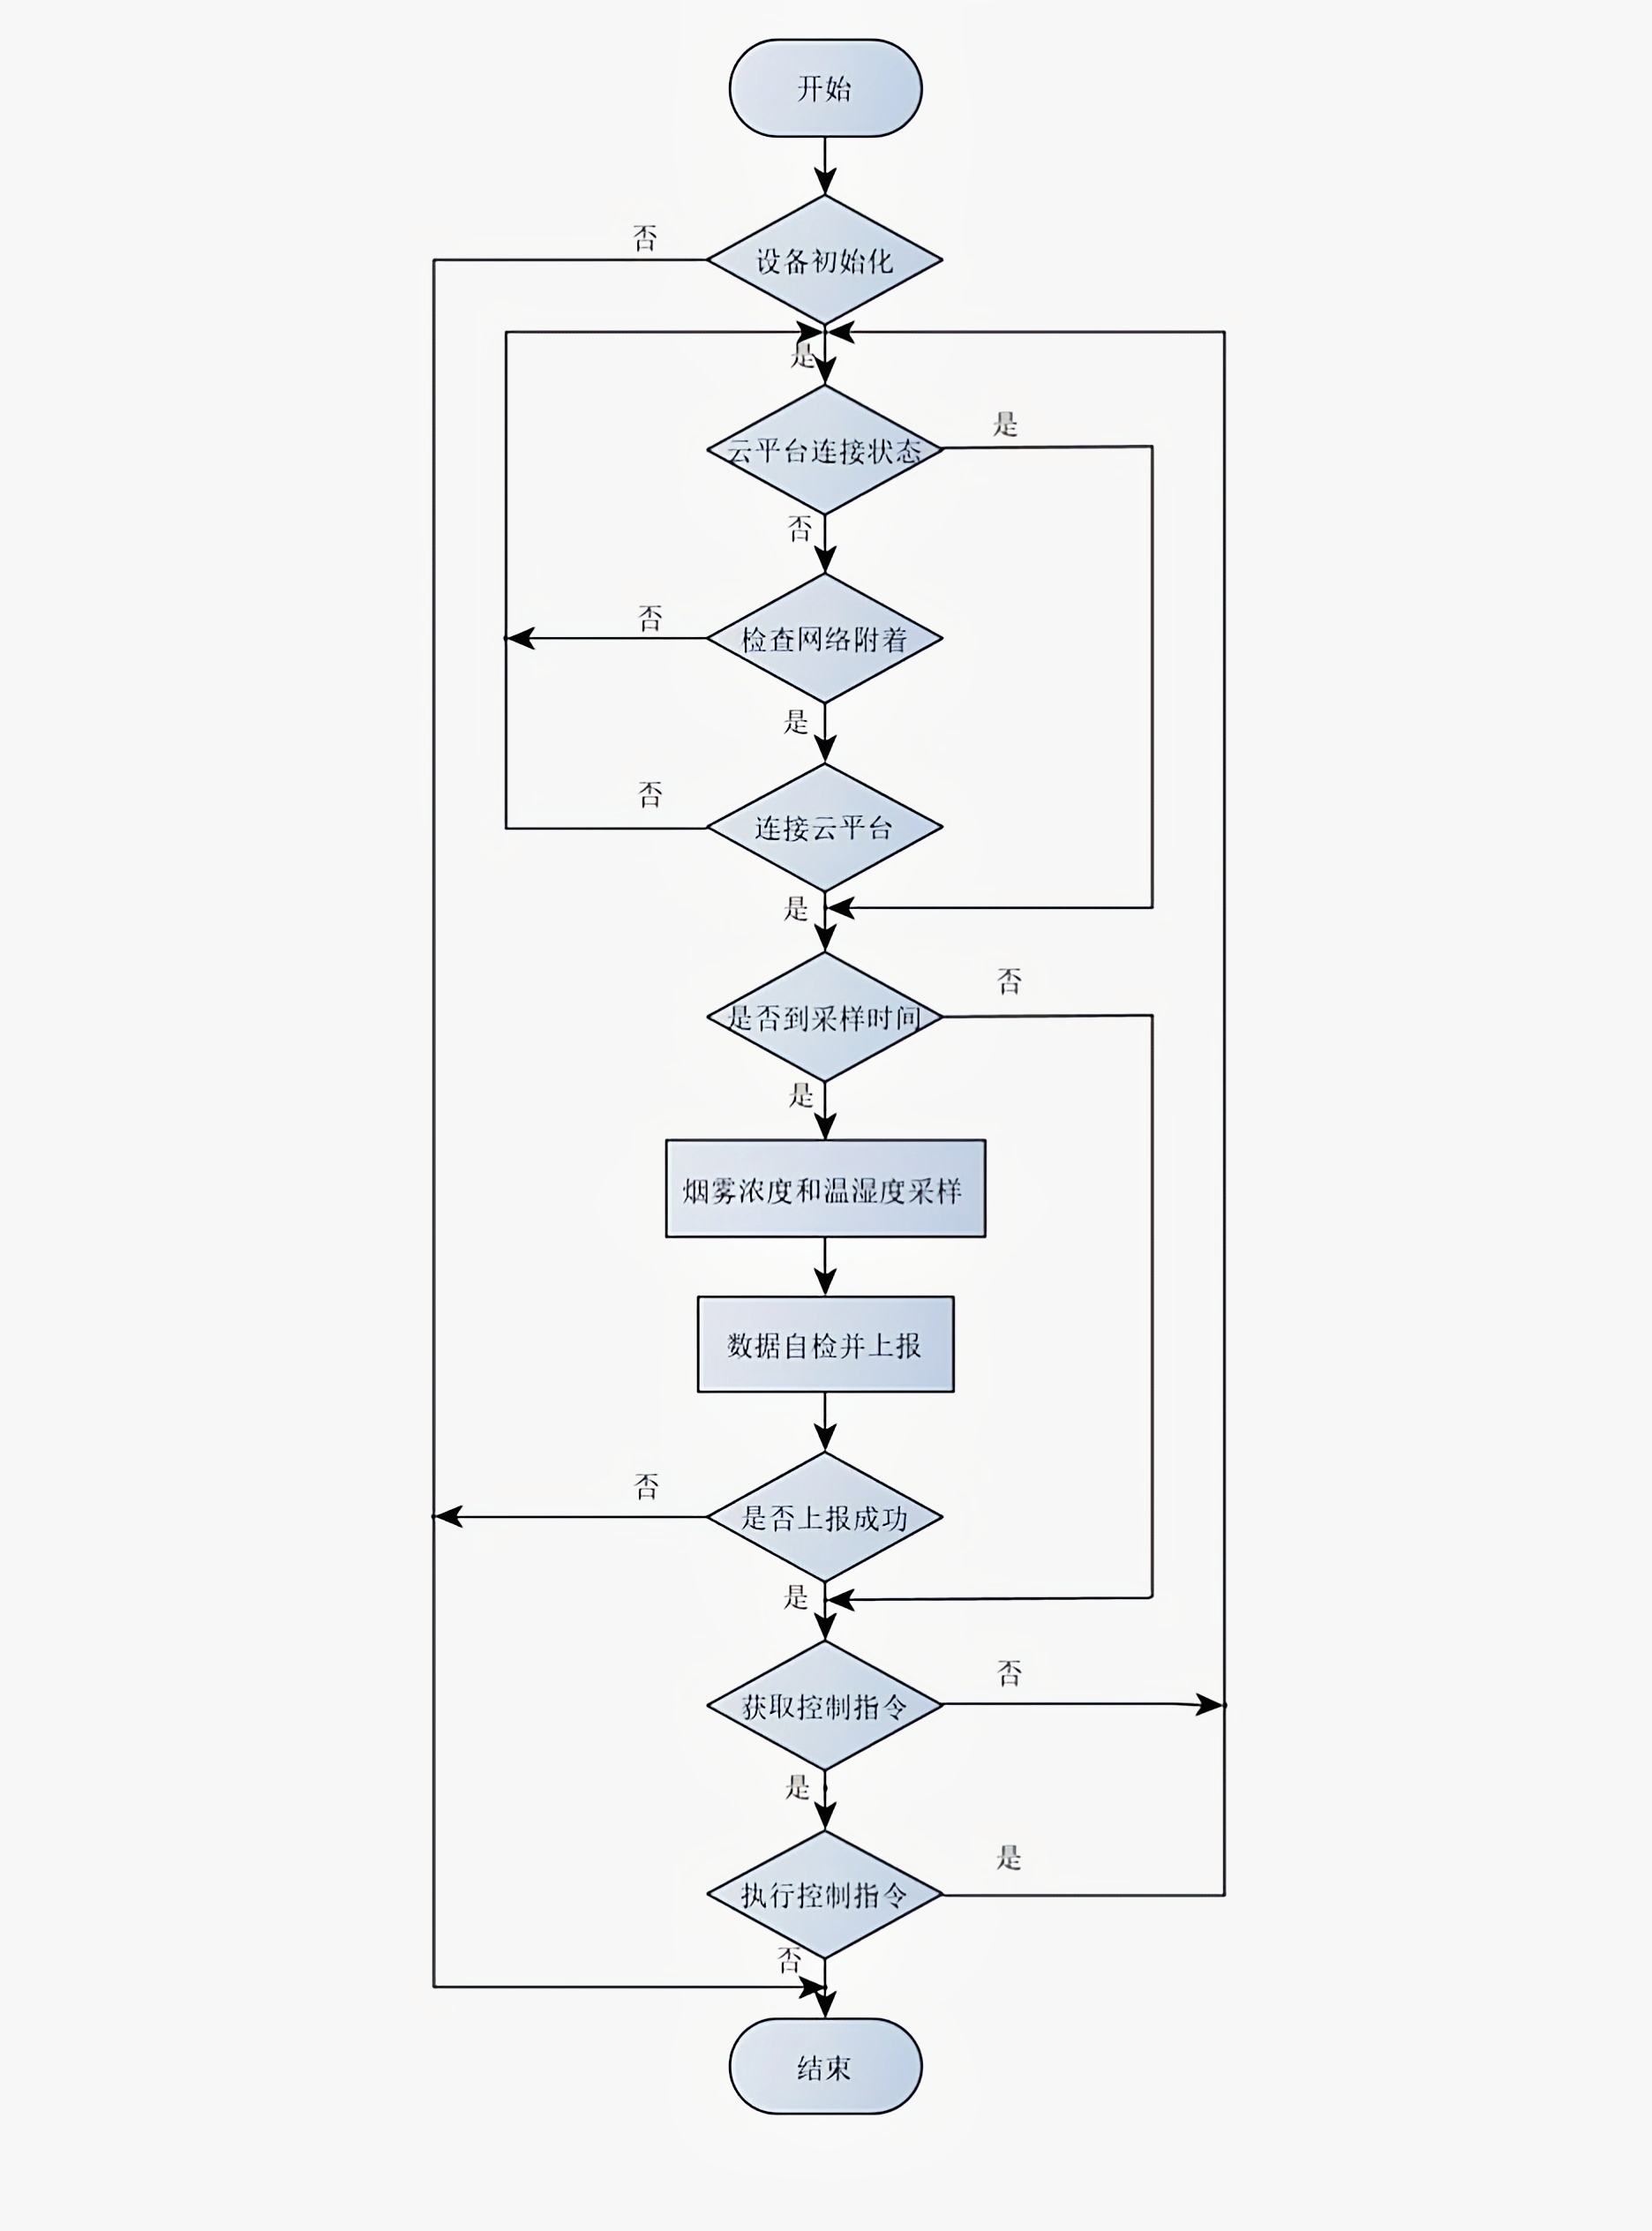 开始
否
设备初始化
是
云平台连接状态
是
否
否
检查网络附着
是
否
连接云平台
是
否
是否到采样时间
是
烟雾浓度和温湿度采样
数据自检并上报
否
是否上报成功
是
否
获取控制指令
是
是
执行控制指令
否
结束